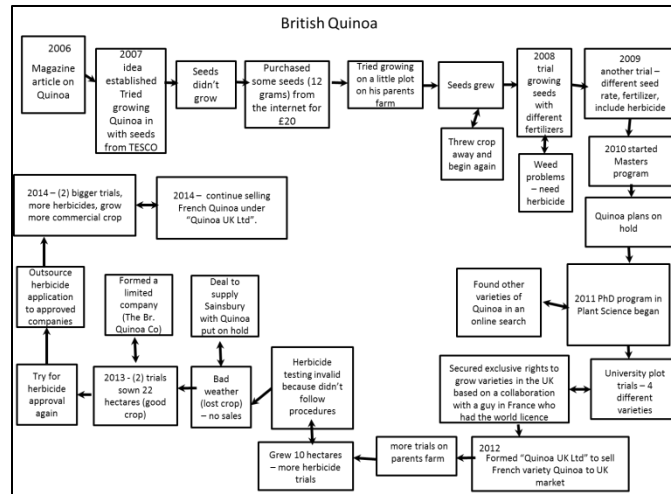 British Quinoa
2006
Magazine
article on
Quinoa
2007
idea
established
Tried
growing
Quinoa in
with seeds
from TESCO
Seeds
didn't
grow
Purchased
some seeds (12
grams) from
the internet for
£20
Tried growing
on a little plot
on his parents
farm
Seeds grew
Threw crop
away and
begin again
2008
trial
growing
seeds
with
different
fertilizers
Weed
problems
– need
herbicide
2009
another trial –
different seed
rate, fertilizer,
include herbicide
2010 started
Masters
program
Quinoa plans on
hold
2011 PhD program in
Plant Science began
Found other
varieties of
Quinoa in an
online search
University
plot
trials – 4
different
varieties
Secured exclusive rights to
grow varieties in the UK
based on a collaboration
with a guy in France who
had the world licence
2012
Formed "Quinoa UK Ltd" to sell
French variety Quinoa to UK
market
more trials on
parents farm
Grew 10 hectares
– more herbicide
trials
Herbicide
testing invalid
because didn't
follow
procedures
Bad
weather
(lost crop) –
no sales
Deal to
supply
Sainsbury
with Quinoa
put on hold
2013 - (2) trials
sown 22
hectares (good
crop)
Formed a
limited
company
(The Br.
Quinoa Co)
Try for
herbicide
approval
again
Outsource
herbicide
application
to approved
companies
2014 – (2) bigger trials,
more herbicides, grow
more commercial crop
2014 – continue selling
French Quinoa under
"Quinoa UK Ltd".